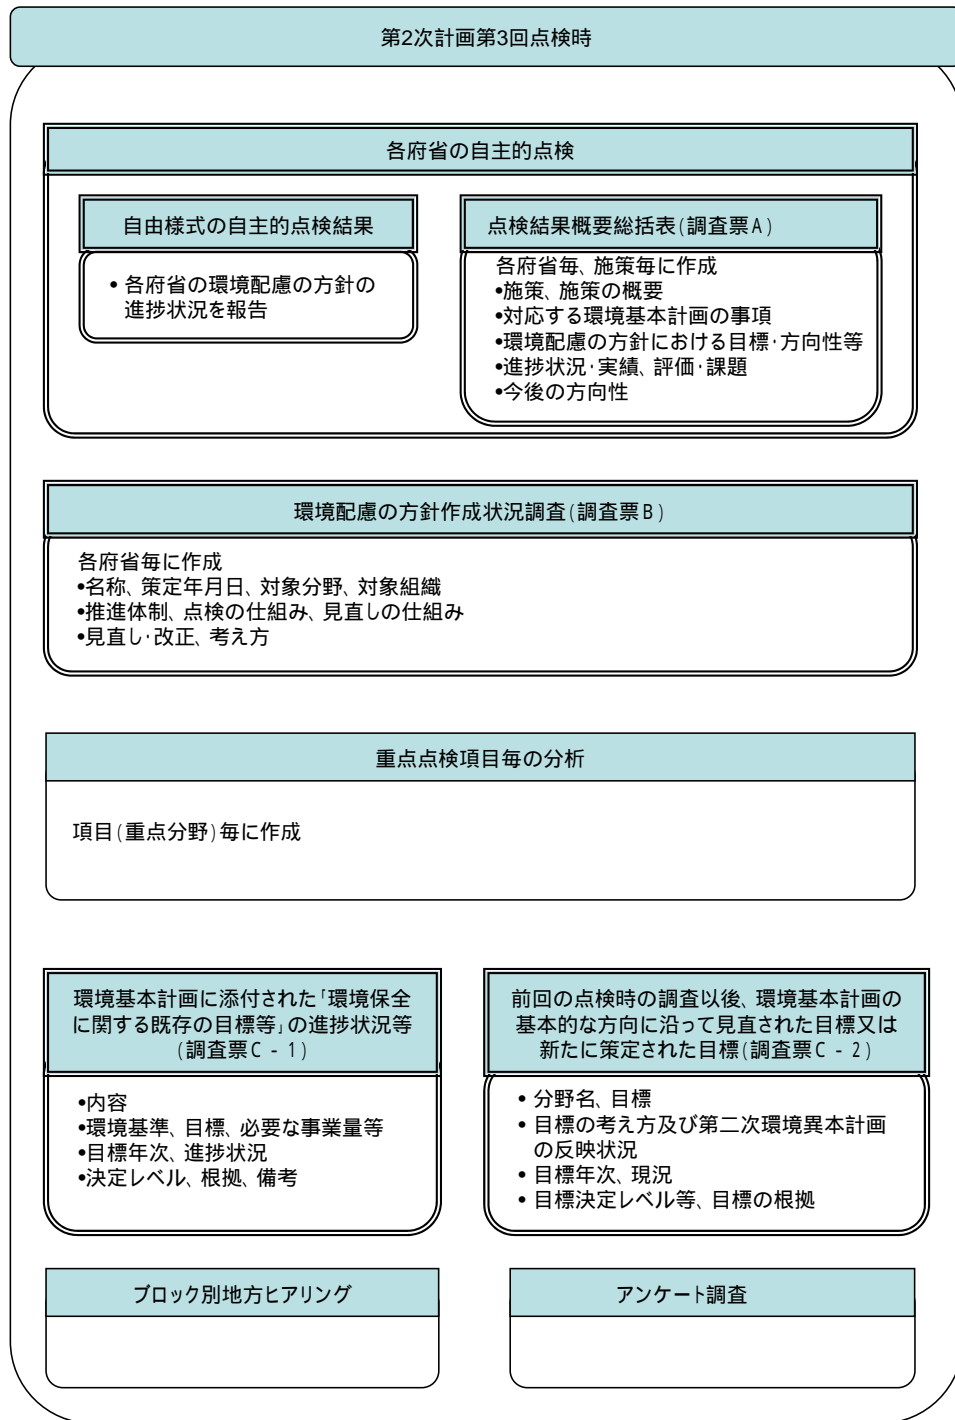 第2次計画第3回点検時
各府省の自主的点検
自由様式の自主的点検結果
• 各府省の環境配慮の方針の
進捗状況を報告
点検結果概要総括表(調査票A)
各府省毎、施策毎に作成
•施策、施策の概要
•対応する環境基本計画の事項
•環境配慮の方針における目標・方向性等
•進捗状況・実績、評価・課題
•今後の方向性
環境配慮の方針作成状況調査(調査票B)
各府省毎に作成
•名称、策定年月日、対象分野、対象組織
•推進体制、点検の仕組み、見直しの仕組み
•見直し・改正、考え方
重点点検項目毎の分析
項目(重点分野)毎に作成
環境基本計画に添付された「環境保全
に関する既存の目標等」の進捗状況等
(調査票C - 1)
•内容
•環境基準、目標、必要な事業量等
•目標年次、進捗状況
•決定レベル、根拠、備考
前回の点検時の調査以後、環境基本計画の
基本的な方向に沿って見直された目標又は
新たに策定された目標(調査票C - 2)
• 分野名、目標
• 目標の考え方及び第二次環境異本計画
の反映状況
• 目標年次、現況
• 目標決定レベル等、目標の根拠
ブロック別地方ヒアリング
アンケート調査